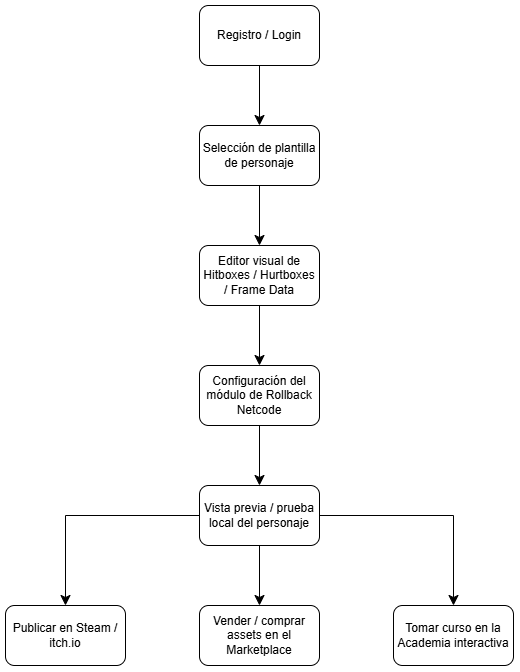 Registro / Login
Selección de plantilla
de personaje
Editor visual de
Hitboxes / Hurtboxes
/ Frame Data
Configuración del
módulo de Rollback
Netcode
Vista previa / prueba
local del personaje
Publicar en Steam /
itch.io
Vender / comprar
assets en el
Marketplace
Tomar curso en la
Academia interactiva